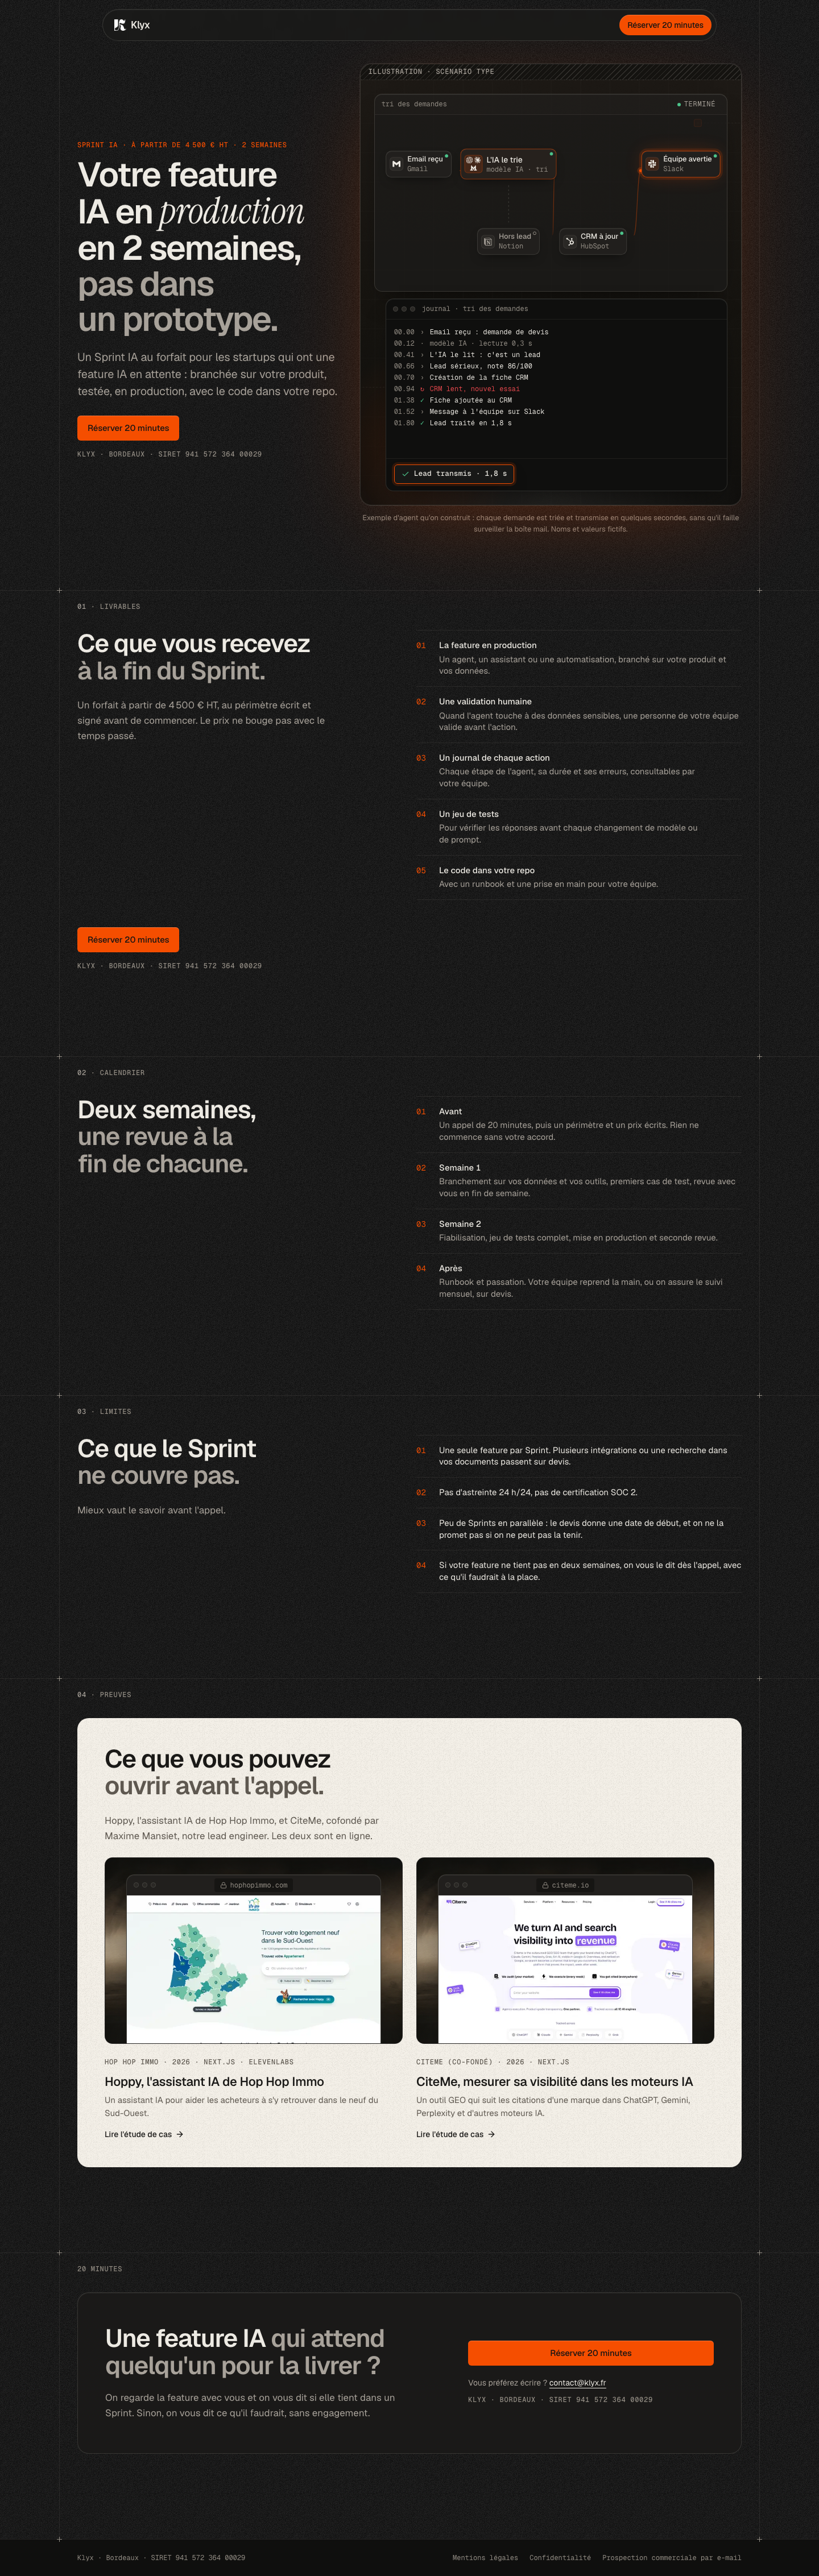 Klyx
Réserver 20 minutes
SPRINT IA · À PARTIR DE 4 500 € HT · 2 SEMAINES
Votre feature
IA en production
en 2 semaines,
pas dans
un prototype.
Un Sprint IA au forfait pour les startups qui ont une
feature IA en attente : branchée sur votre produit,
testée, en production, avec le code dans votre repo.
Réserver 20 minutes
KLYX · BORDEAUX · SIRET 941 572 364 00029
ILLUSTRATION · SCÉNARIO TYPE
tri des demandes
TERMINÉ
Email reçu
Gmail
L'IA le trie
modèle IA · tri
Équipe avertie
Slack
Hors lead
Notion
CRM à jour
HubSpot
journal · tri des demandes
00.00 › Email reçu : demande de devis
00.12 · modèle IA · lecture 0,3 s
00.41 › L'IA le lit : c'est un lead
00.66 › Lead sérieux, note 86/100
00.70 › Création de la fiche CRM
00.94 ↻ CRM lent, nouvel essai
01.38 ✓ Fiche ajoutée au CRM
01.52 › Message à l'équipe sur Slack
01.80 ✓ Lead traité en 1,8 s
✓ Lead transmis · 1,8 s
Exemple d'agent qu'on construit : chaque demande est triée et transmise en quelques secondes, sans qu'il faille
surveiller la boîte mail. Noms et valeurs fictifs.
01 · LIVRABLES
Ce que vous recevez
à la fin du Sprint.
Un forfait à partir de 4 500 € HT, au périmètre écrit et
signé avant de commencer. Le prix ne bouge pas avec le
temps passé.
01 La feature en production
Un agent, un assistant ou une automatisation, branché sur votre produit et
vos données.
02 Une validation humaine
Quand l'agent touche à des données sensibles, une personne de votre équipe
valide avant l'action.
03 Un journal de chaque action
Chaque étape de l'agent, sa durée et ses erreurs, consultables par
votre équipe.
04 Un jeu de tests
Pour vérifier les réponses avant chaque changement de modèle ou
de prompt.
05 Le code dans votre repo
Avec un runbook et une prise en main pour votre équipe.
Réserver 20 minutes
KLYX · BORDEAUX · SIRET 941 572 364 00029
02 · CALENDRIER
Deux semaines,
une revue à la
fin de chacune.
01 Avant
Un appel de 20 minutes, puis un périmètre et un prix écrits. Rien ne
commence sans votre accord.
02 Semaine 1
Branchement sur vos données et vos outils, premiers cas de test, revue avec
vous en fin de semaine.
03 Semaine 2
Fiabilisation, jeu de tests complet, mise en production et seconde revue.
04 Après
Runbook et passation. Votre équipe reprend la main, ou on assure le suivi
mensuel, sur devis.
03 · LIMITES
Ce que le Sprint
ne couvre pas.
Mieux vaut le savoir avant l'appel.
01 Une seule feature par Sprint. Plusieurs intégrations ou une recherche dans
vos documents passent sur devis.
02 Pas d'astreinte 24 h/24, pas de certification SOC 2.
03 Peu de Sprints en parallèle : le devis donne une date de début, et on ne la
promet pas si on ne peut pas la tenir.
04 Si votre feature ne tient pas en deux semaines, on vous le dit dès l'appel, avec
ce qu'il faudrait à la place.
04 · PREUVES
Ce que vous pouvez
ouvrir avant l'appel.
Hoppy, l'assistant IA de Hop Hop Immo, et CiteMe, cofondé par
Maxime Mansiet, notre lead engineer. Les deux sont en ligne.
hophopimmo.com
Trouver votre logement neuf
dans le Sud-Ouest
citeme.io
We turn AI and search
visibility into revenue
HOP HOP IMMO · 2026 · NEXT.JS · ELEVENLABS
Hoppy, l'assistant IA de Hop Hop Immo
Un assistant IA pour aider les acheteurs à s'y retrouver dans le neuf du
Sud-Ouest.
Lire l'étude de cas →
CITEME (CO-FONDÉ) · 2026 · NEXT.JS
CiteMe, mesurer sa visibilité dans les moteurs IA
Un outil GEO qui suit les citations d'une marque dans ChatGPT, Gemini,
Perplexity et d'autres moteurs IA.
Lire l'étude de cas →
20 MINUTES
Une feature IA qui attend
quelqu'un pour la livrer ?
On regarde la feature avec vous et on vous dit si elle tient dans un
Sprint. Sinon, on vous dit ce qu'il faudrait, sans engagement.
Réserver 20 minutes
Vous préférez écrire ? contact@klyx.fr
KLYX · BORDEAUX · SIRET 941 572 364 00029
Klyx · Bordeaux · SIRET 941 572 364 00029
Mentions légales Confidentialité Prospection commerciale par e-mail